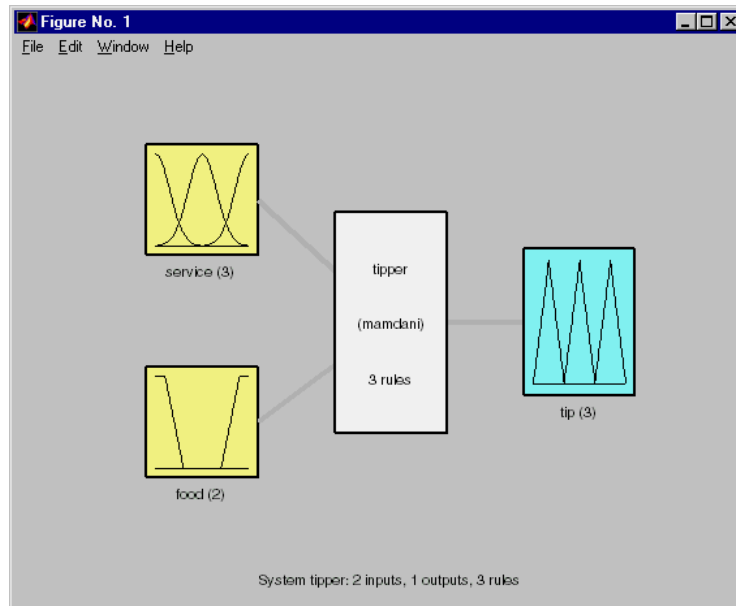 Figure No. 1
File Edit Window Help
service (3)
tipper
(mamdani)
3 rules
food (2)
tip (3)
System tipper: 2 inputs, 1 outputs, 3 rules